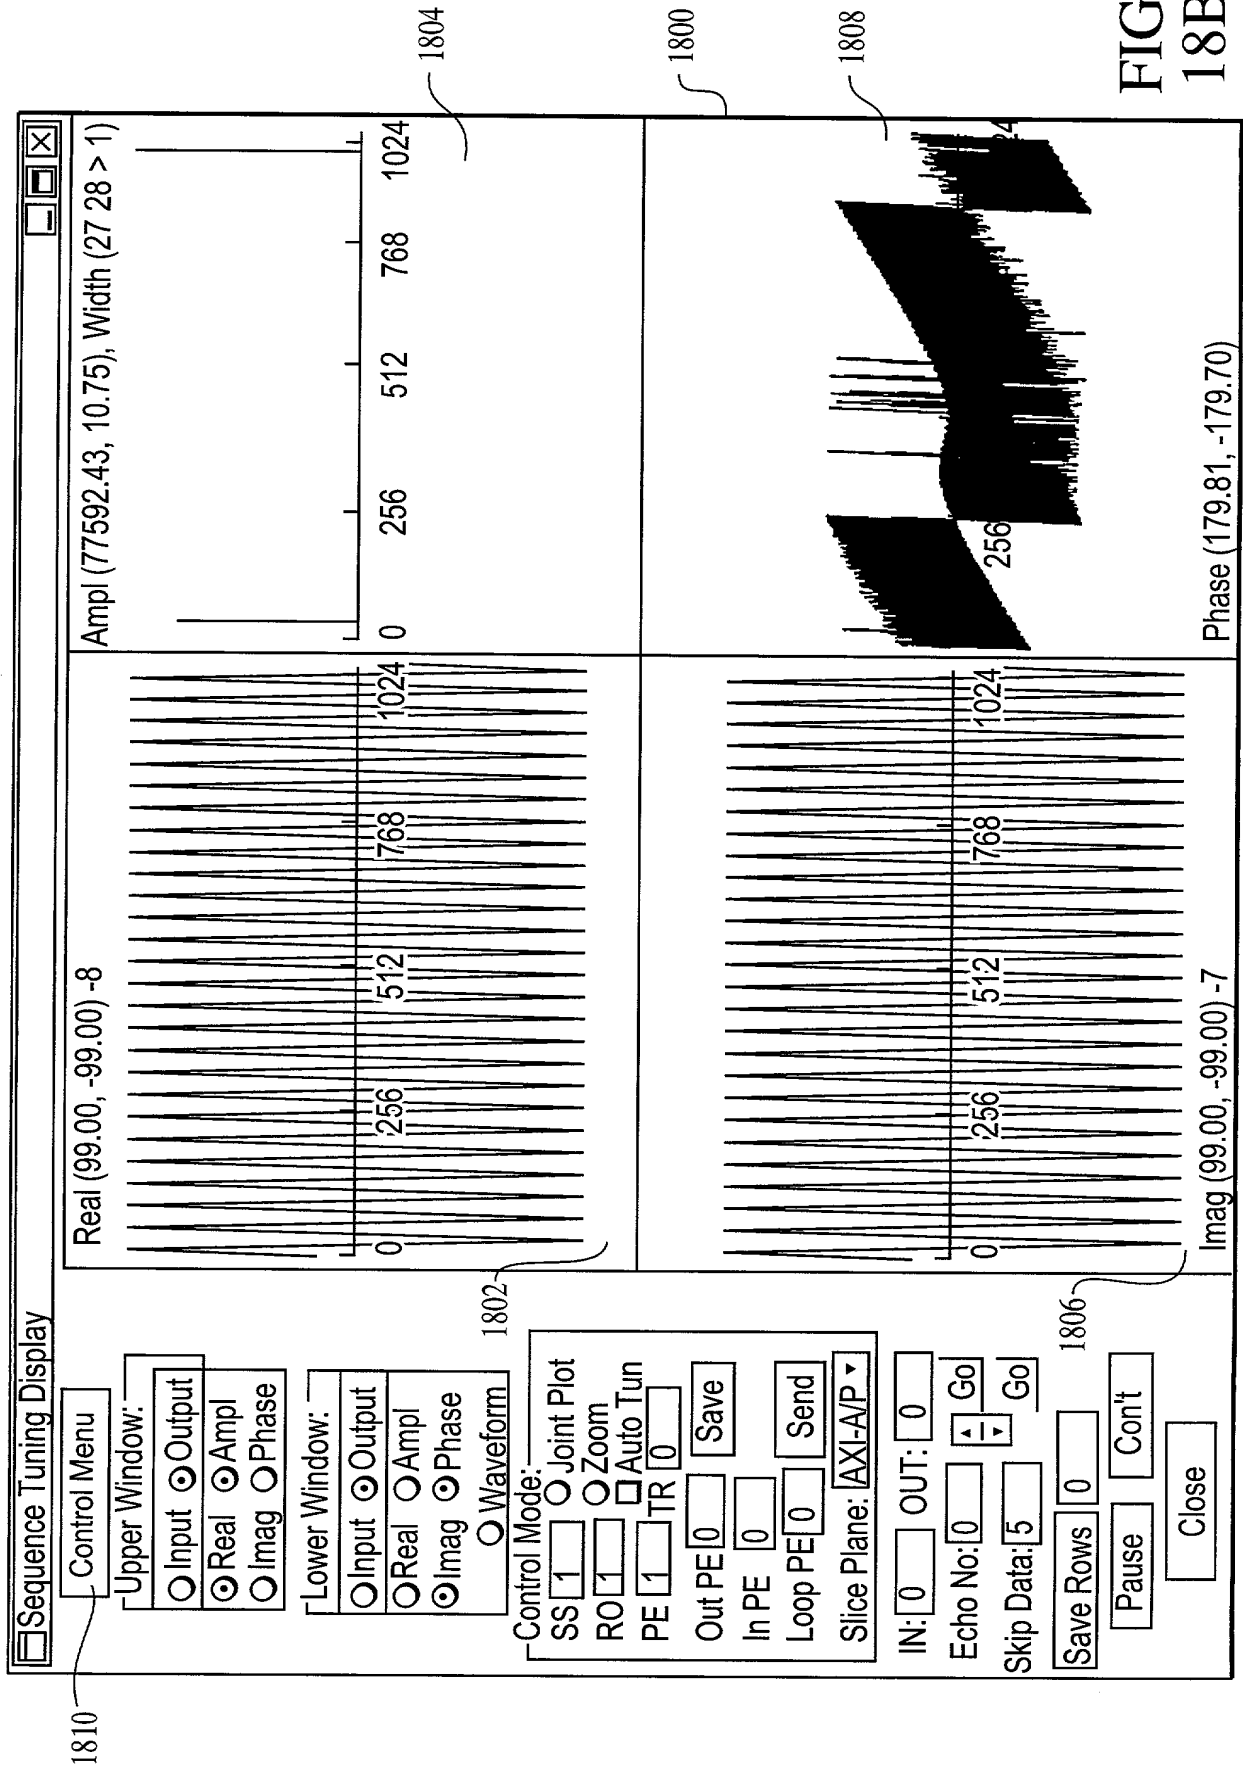 Sequence Tuning Display
1810
Control Menu
Upper Window:
Input Output
Real Ampl
Imag Phase
Lower Window:
Input Output
Real Ampl
Imag Phase
Waveform
Control Mode:
SS 1 Joint Plot
RO 1 Zoom
PE 1 TR 0 Auto Tun
Out PE 0 Save
In PE 0
Loop PE 0 Send
Slice Plane: AXI-A/P
IN: 0 OUT: 0
Echo No: 0 Go
Skip Data: 5 Go
Save Rows 0
Pause Con't
Close
Real (99.00, -99.00) -8
0 256 512 768 1024
1802
Ampl (77592.43, 10.75), Width (27 28 > 1)
0 256 512 768 1024
1804
1800
0 256 512 768 1024
Imag (99.00, -99.00) -7
1806
256 24
Phase (179.81, -179.70)
1808
FIG
18B